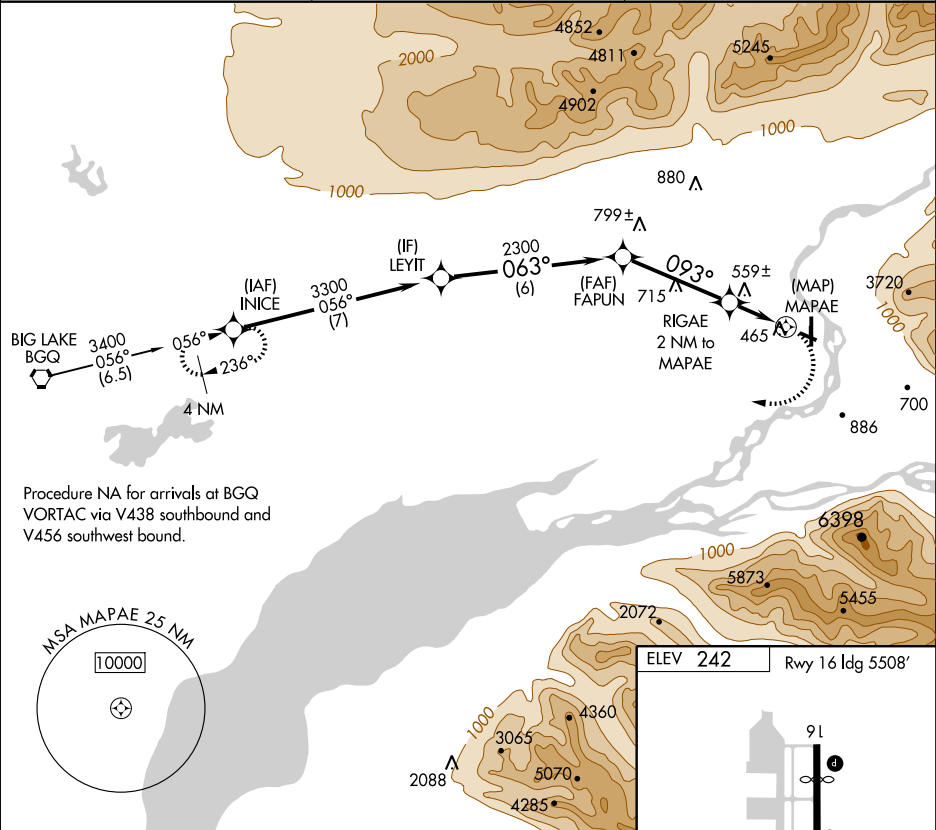 4852
4811
5245
2000
4902
1000
1000
880
799±
(IF)
LEYIT
2300
063°
(6)
(FAF)
FAPUN
093°
715
559±
(MAP)
MAPAE
3720
1000
(IAF)
INICE
3300
056°
(7)
BIG LAKE
BGQ
3400
056°
(6.5)
056°
236°
4 NM
RIGAE
2 NM to
MAPAE
465
700
886
Procedure NA for arrivals at BGQ
VORTAC via V438 southbound and
V456 southwest bound.
6398
1000
5873
5455
2072
MSA MAPAE 25 NM
10000
ELEV 242
Rwy 16 ldg 5508'
1000
4360
3065
2088
5070
4285
16
P